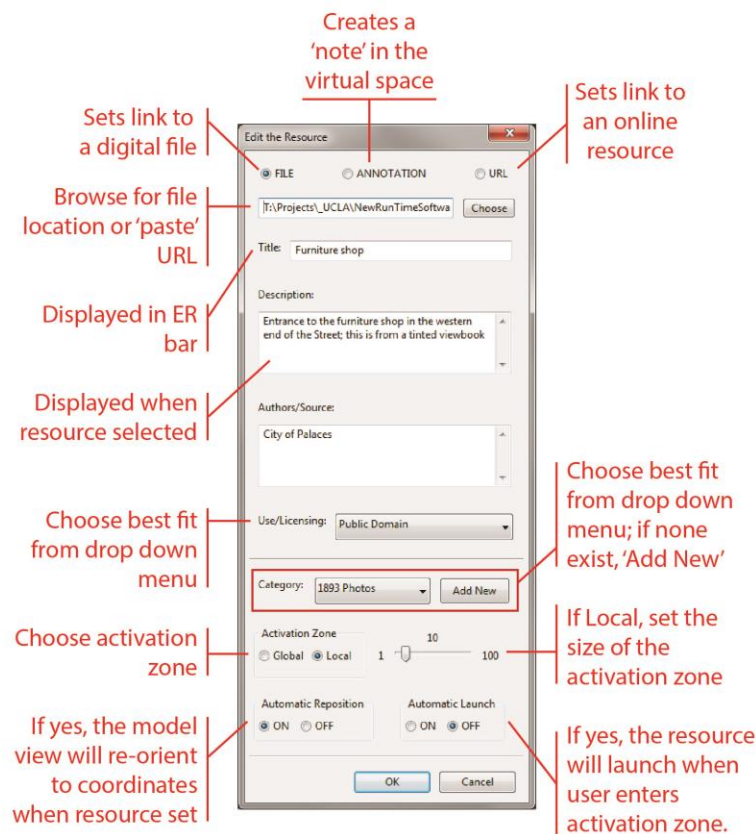 Creates a
‘note’ in the
virtual space
Sets link to
a digital file
Sets link to
an online
resource
Edit the Resource
FILE
ANNOTATION
URL
Browse for file
location or ‘paste’
URL
T:\Projects\_UCLA\NewRunTimeSoftwa
Choose
Title:
Furniture shop
Displayed in ER
bar
Description:
Entrance to the furniture shop in the western
end of the Street; this is from a tinted viewbook
Displayed when
resource selected
Authors/Source:
City of Palaces
Choose best fit
from drop down
menu
Use/Licensing:
Public Domain
Choose best fit
from drop down
menu; if none
exist, ‘Add New’
Category:
1893 Photos
Add New
Choose activation
zone
Activation Zone
Global
Local
1
10
100
If Local, set the
size of the
activation zone
If yes, the model
view will re-orient
to coordinates
when resource set
Automatic Reposition
ON
OFF
Automatic Launch
ON
OFF
If yes, the resource
will launch when
user enters
activation zone.
OK
Cancel